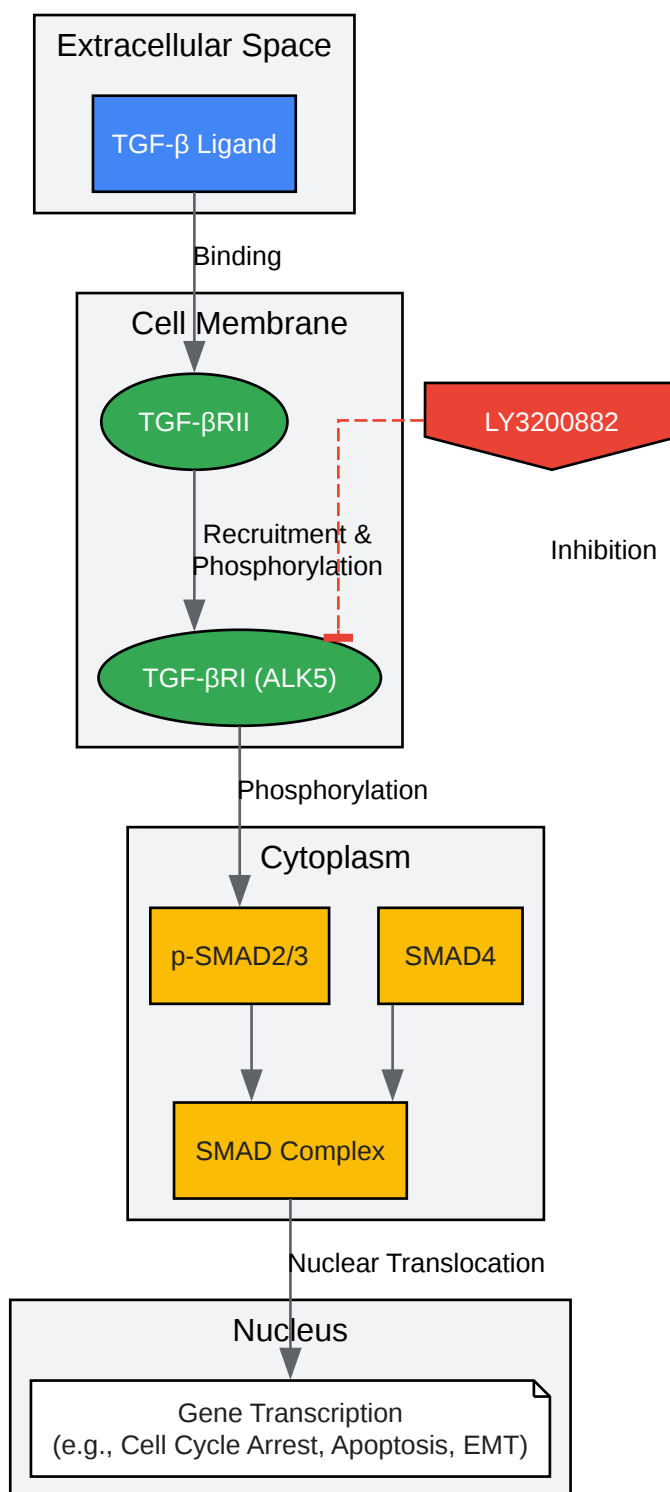 Extracellular Space
TGF-β Ligand
Binding
Cell Membrane
TGF-βRII
LY3200882
Recruitment &
Phosphorylation
Inhibition
TGF-βRI (ALK5)
Phosphorylation
Cytoplasm
p-SMAD2/3
SMAD4
SMAD Complex
Nuclear Translocation
Nucleus
Gene Transcription
(e.g., Cell Cycle Arrest, Apoptosis, EMT)